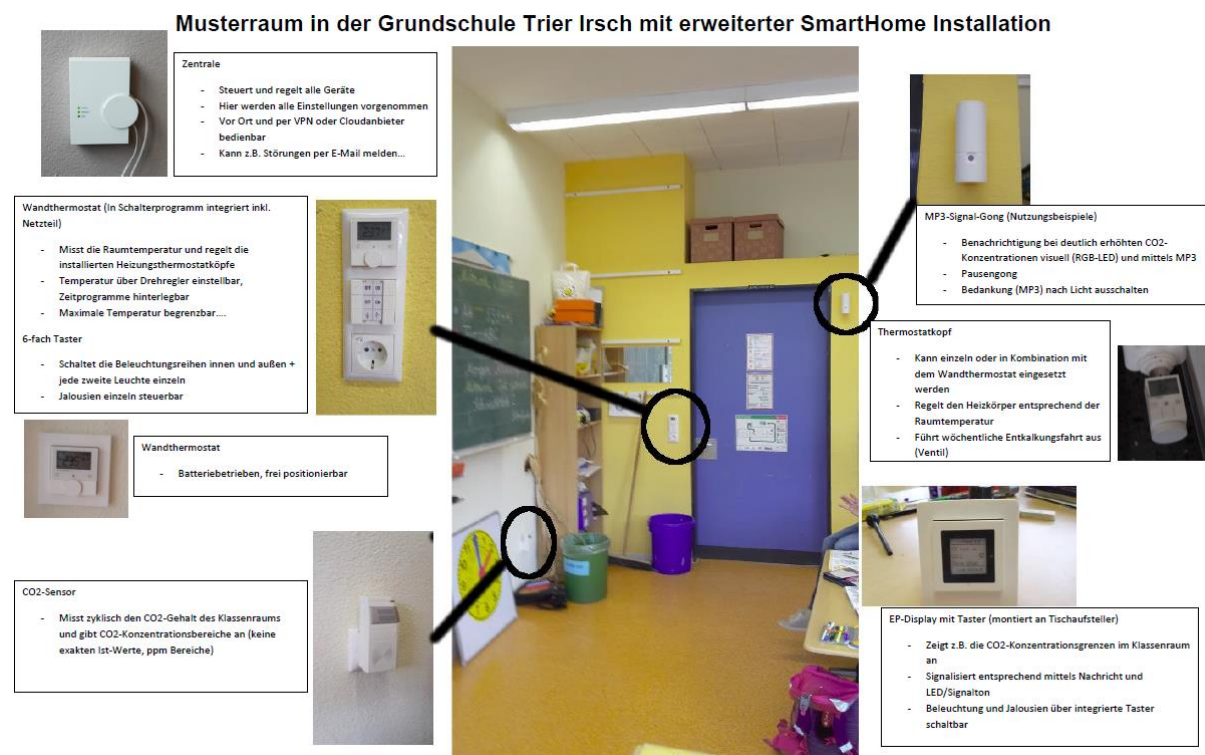 Musterraum in der Grundschule Trier Irsch mit erweiterter SmartHome Installation
Zentrale
- Steuert und regelt alle Geräte
- Hier werden alle Einstellungen vorgenommen
- Vor Ort und per VPN oder Cloudanbieter
bedienbar
- Kann z.B. Störungen per E-Mail melden...
Wandthermostat (In Schalterprogramm integriert inkl.
Netzteil)
- Misst die Raumtemperatur und regelt die
installierten Heizungsthermostatköpfe
- Temperatur über Drehregler einstellbar,
Zeitprogramme hinterlegbar
- Maximale Temperatur begrenzbar....
6-fach Taster
- Schaltet die Beleuchtungsreihen innen und außen +
jede zweite Leuchte einzeln
- Jalousien einzeln steuerbar
Wandthermostat
- Batteriebetrieben, frei positionierbar
CO2-Sensor
- Misst zyklisch den CO2-Gehalt des Klassenraums
und gibt CO2-Konzentrationsbereiche an (keine
exakten Ist-Werte, ppm Bereiche)
MP3-Signal-Gong (Nutzungsbeispiele)
- Benachrichtigung bei deutlich erhöhten CO2-
Konzentrationen visuell (RGB-LED) und mittels MP3
- Pausengong
- Bedankung (MP3) nach Licht ausschalten
Thermostatkopf
- Kann einzeln oder in Kombination mit
dem Wandthermostat eingesetzt
werden
- Regelt den Heizkörper entsprechend der
Raumtemperatur
- Führt wöchentliche Entkalkungsfahrt aus
(Ventil)
EP-Display mit Taster (montiert an Tischaufsteller)
- Zeigt z.B. die CO2-Konzentrationsgrenzen im Klassenraum
an
- Signalisiert entsprechend mittels Nachricht und
LED/Signalton
- Beleuchtung und Jalousien über integrierte Taster
schaltbar